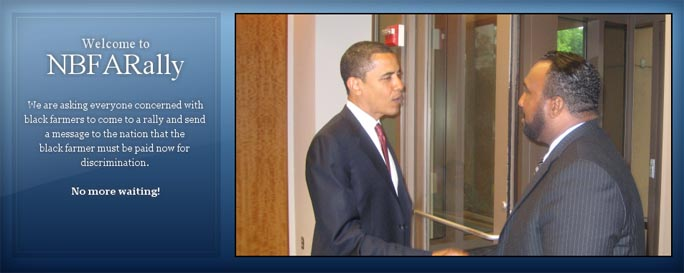 Welcome to
NBFARally
We are asking everyone concerned with
black farmers to come to a rally and send
a message to the nation that the
black farmer must be paid now for
discrimination.
No more waiting!